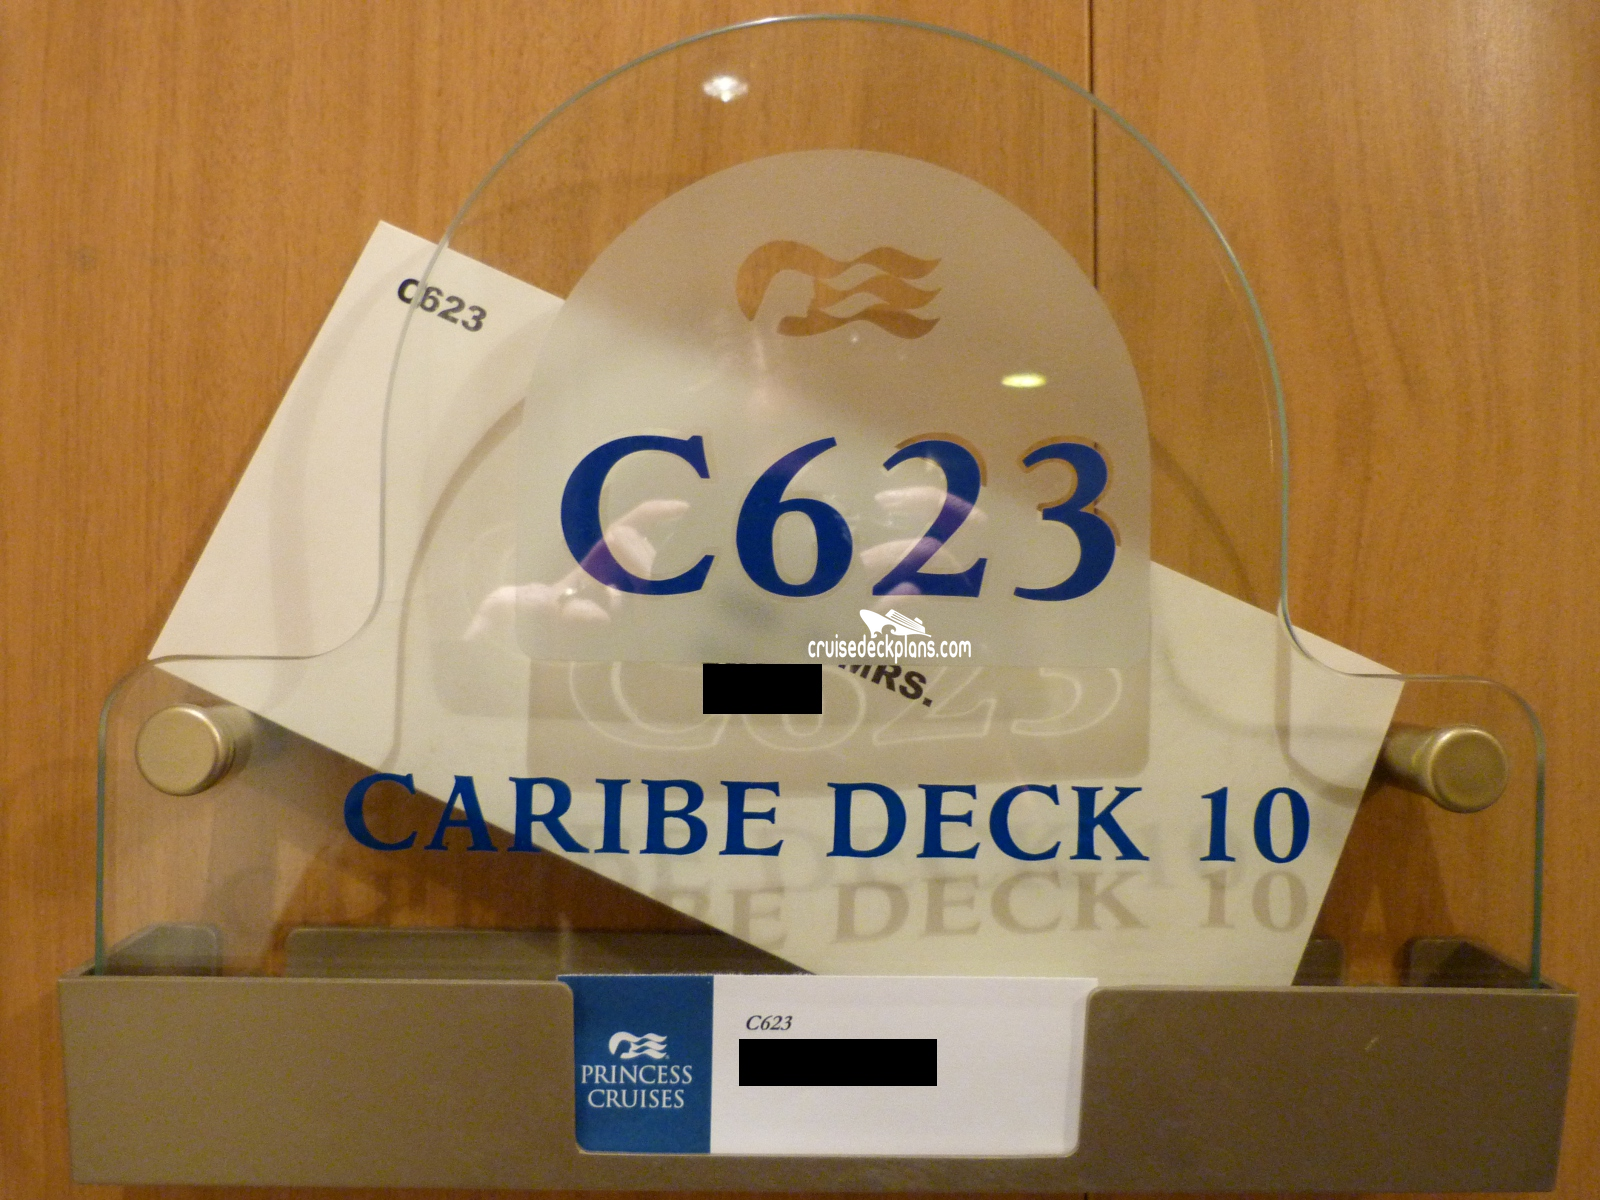 C623
C623
cruisedeckplans.com
MRS.
CARIBE DECK 10
C623
PRINCESS
CRUISES